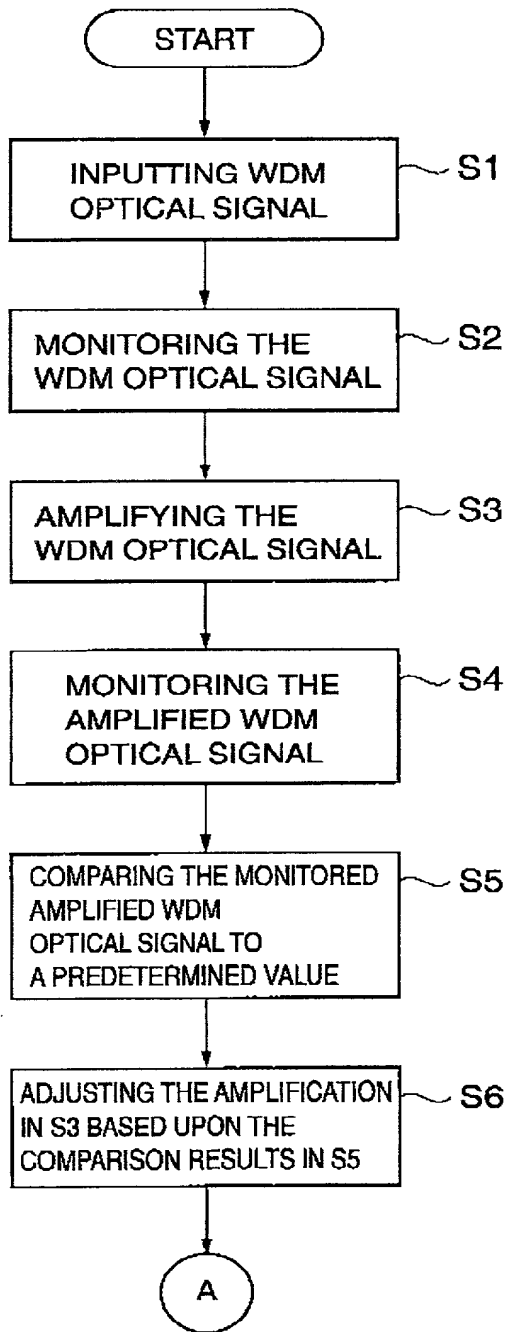 START
INPUTTING WDM
OPTICAL SIGNAL
S1
MONITORING THE
WDM OPTICAL SIGNAL
S2
AMPLIFYING THE
WDM OPTICAL SIGNAL
S3
MONITORING THE
AMPLIFIED WDM
OPTICAL SIGNAL
S4
COMPARING THE MONITORED
AMPLIFIED WDM
OPTICAL SIGNAL TO
A PREDETERMINED VALUE
S5
ADJUSTING THE AMPLIFICATION
IN S3 BASED UPON THE
COMPARISON RESULTS IN S5
S6
A